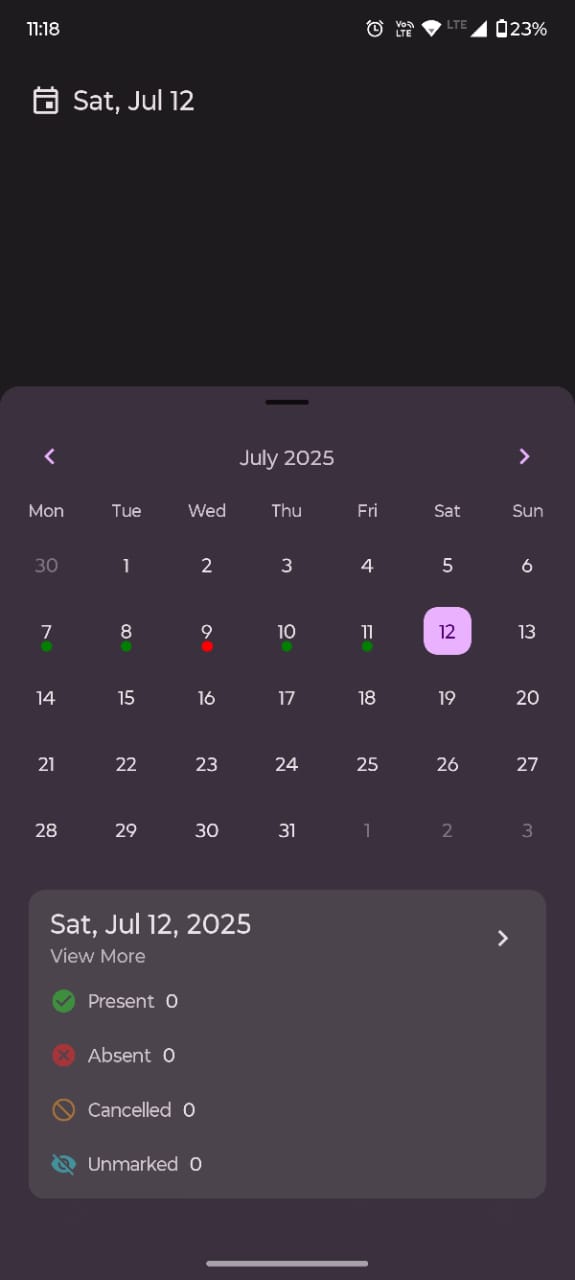 11:18 Vo)) LTE LTE 23%
Sat, Jul 12
July 2025
Mon Tue Wed Thu Fri Sat Sun
30 1 2 3 4 5 6
7 8 9 10 11 12 13
14 15 16 17 18 19 20
21 22 23 24 25 26 27
28 29 30 31 1 2 3
Sat, Jul 12, 2025
View More
Present 0
Absent 0
Cancelled 0
Unmarked 0